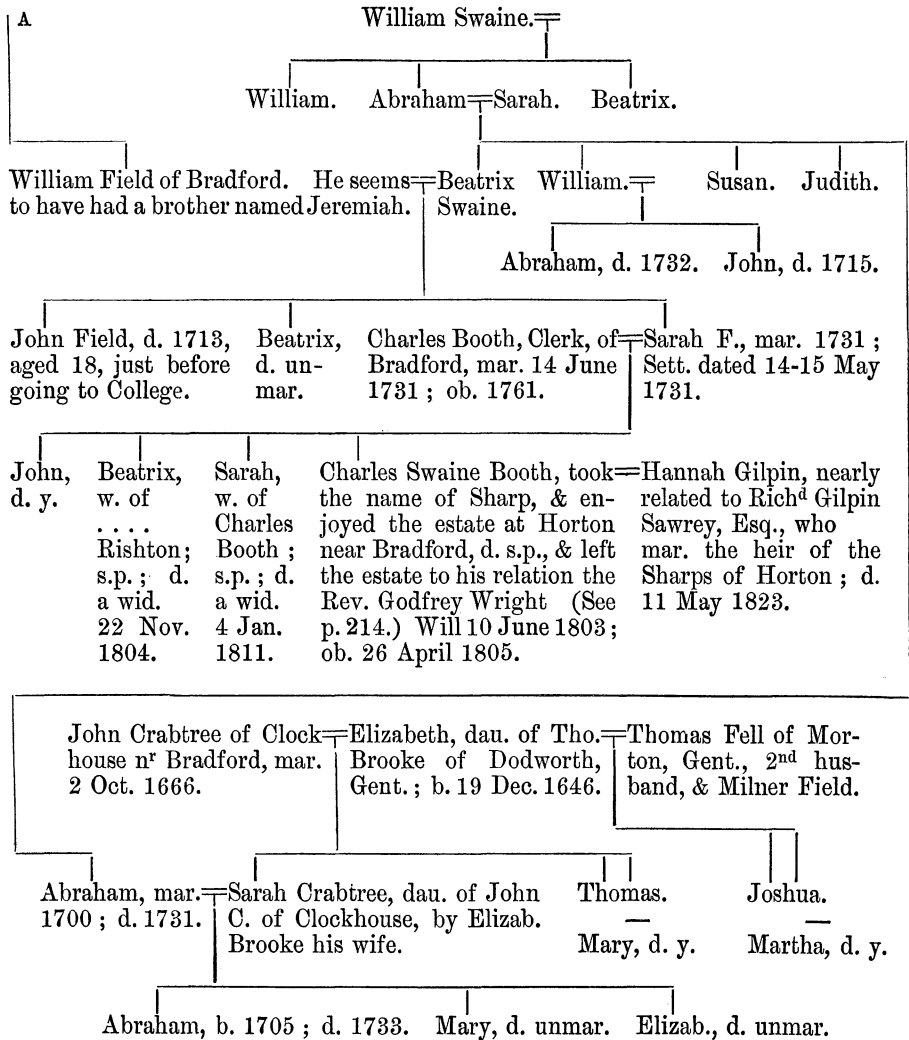 A
William Swaine.
William. Abraham Sarah. Beatrix.
William Field of Bradford. He seems
to have had a brother named Jeremiah.
Beatrix
Swaine.
William.
Susan. Judith.
Abraham, d. 1732. John, d. 1715.
John Field, d. 1713,
aged 18, just before
going to College.
Beatrix,
d. un-
mar.
Charles Booth, Clerk, of
Bradford, mar. 14 June
1731 ; ob. 1761.
Sarah F., mar. 1731 ;
Sett. dated 14-15 May
1731.
John,
d. y.
Beatrix,
w. of
. . . .
Rishton;
s.p. ; d.
a wid.
22 Nov.
1804.
Sarah,
w. of
Charles
Booth ;
s.p. ; d.
a wid.
4 Jan.
1811.
Charles Swaine Booth, took
the name of Sharp, & en-
joyed the estate at Horton
near Bradford, d. s.p., & left
the estate to his relation the
Rev. Godfrey Wright (See
p. 214.) Will 10 June 1803 ;
ob. 26 April 1805.
Hannah Gilpin, nearly
related to Richd Gilpin
Sawrey, Esq., who
mar. the heir of the
Sharps of Horton ; d.
11 May 1823.
John Crabtree of Clock
house nr Bradford, mar.
2 Oct. 1666.
Elizabeth, dau. of Tho.
Brooke of Dodworth,
Gent. ; b. 19 Dec. 1646.
Thomas Fell of Mor-
ton, Gent., 2nd hus-
band, & Milner Field.
Abraham, mar.
1700 ; d. 1731.
Sarah Crabtree, dau. of John
C. of Clockhouse, by Elizab.
Brooke his wife.
Thomas.
—
Mary, d. y.
Joshua.
—
Martha, d. y.
Abraham, b. 1705 ; d. 1733. Mary, d. unmar. Elizab., d. unmar.